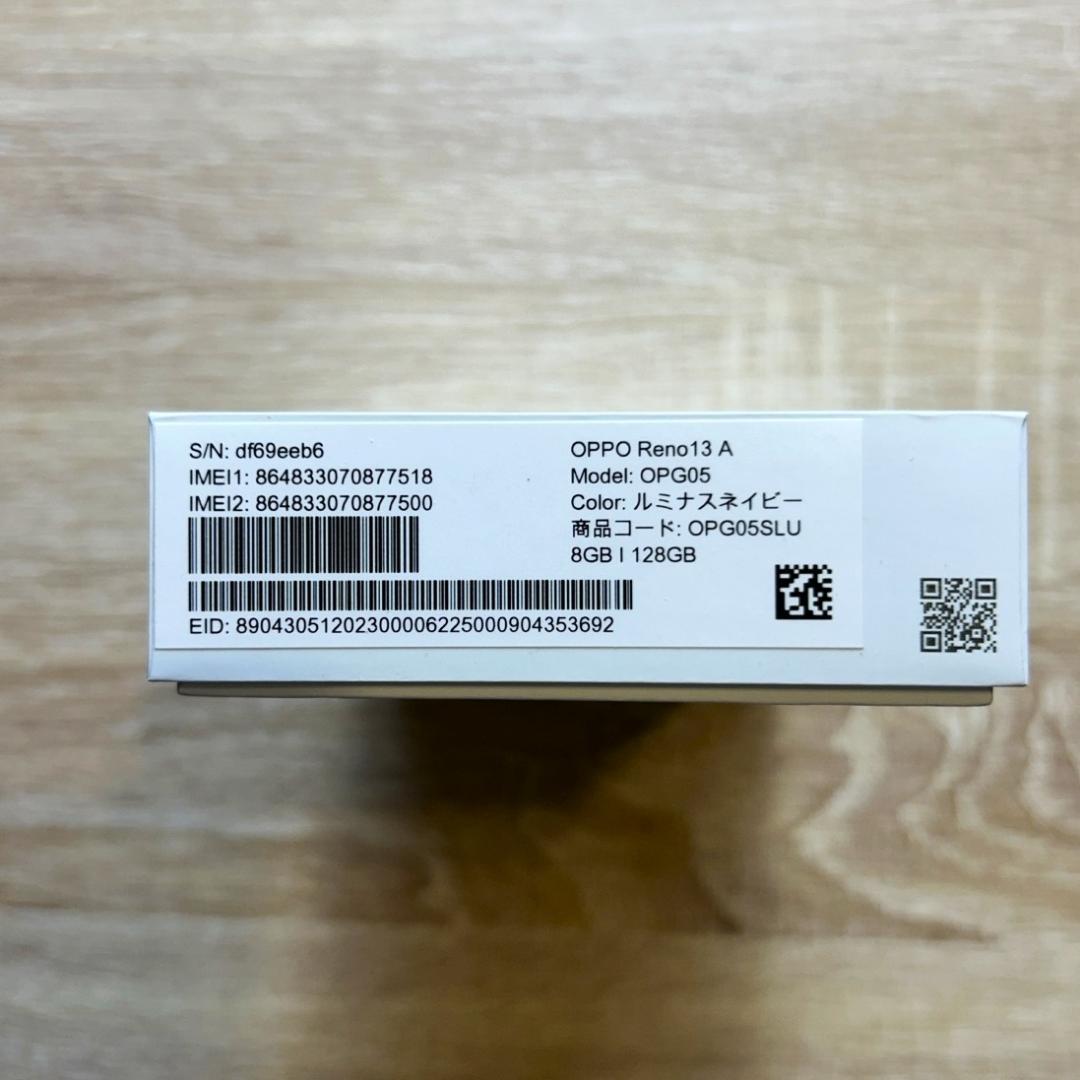 S/N: df69eeb6
IMEI1: 864833070877518
IMEI2: 864833070877500
EID: 89043051202300006225000904353692
OPPO Reno13 A
Model: OPG05
Color: ルミナスネイビー
商品コード: OPG05SLU
8GB | 128GB